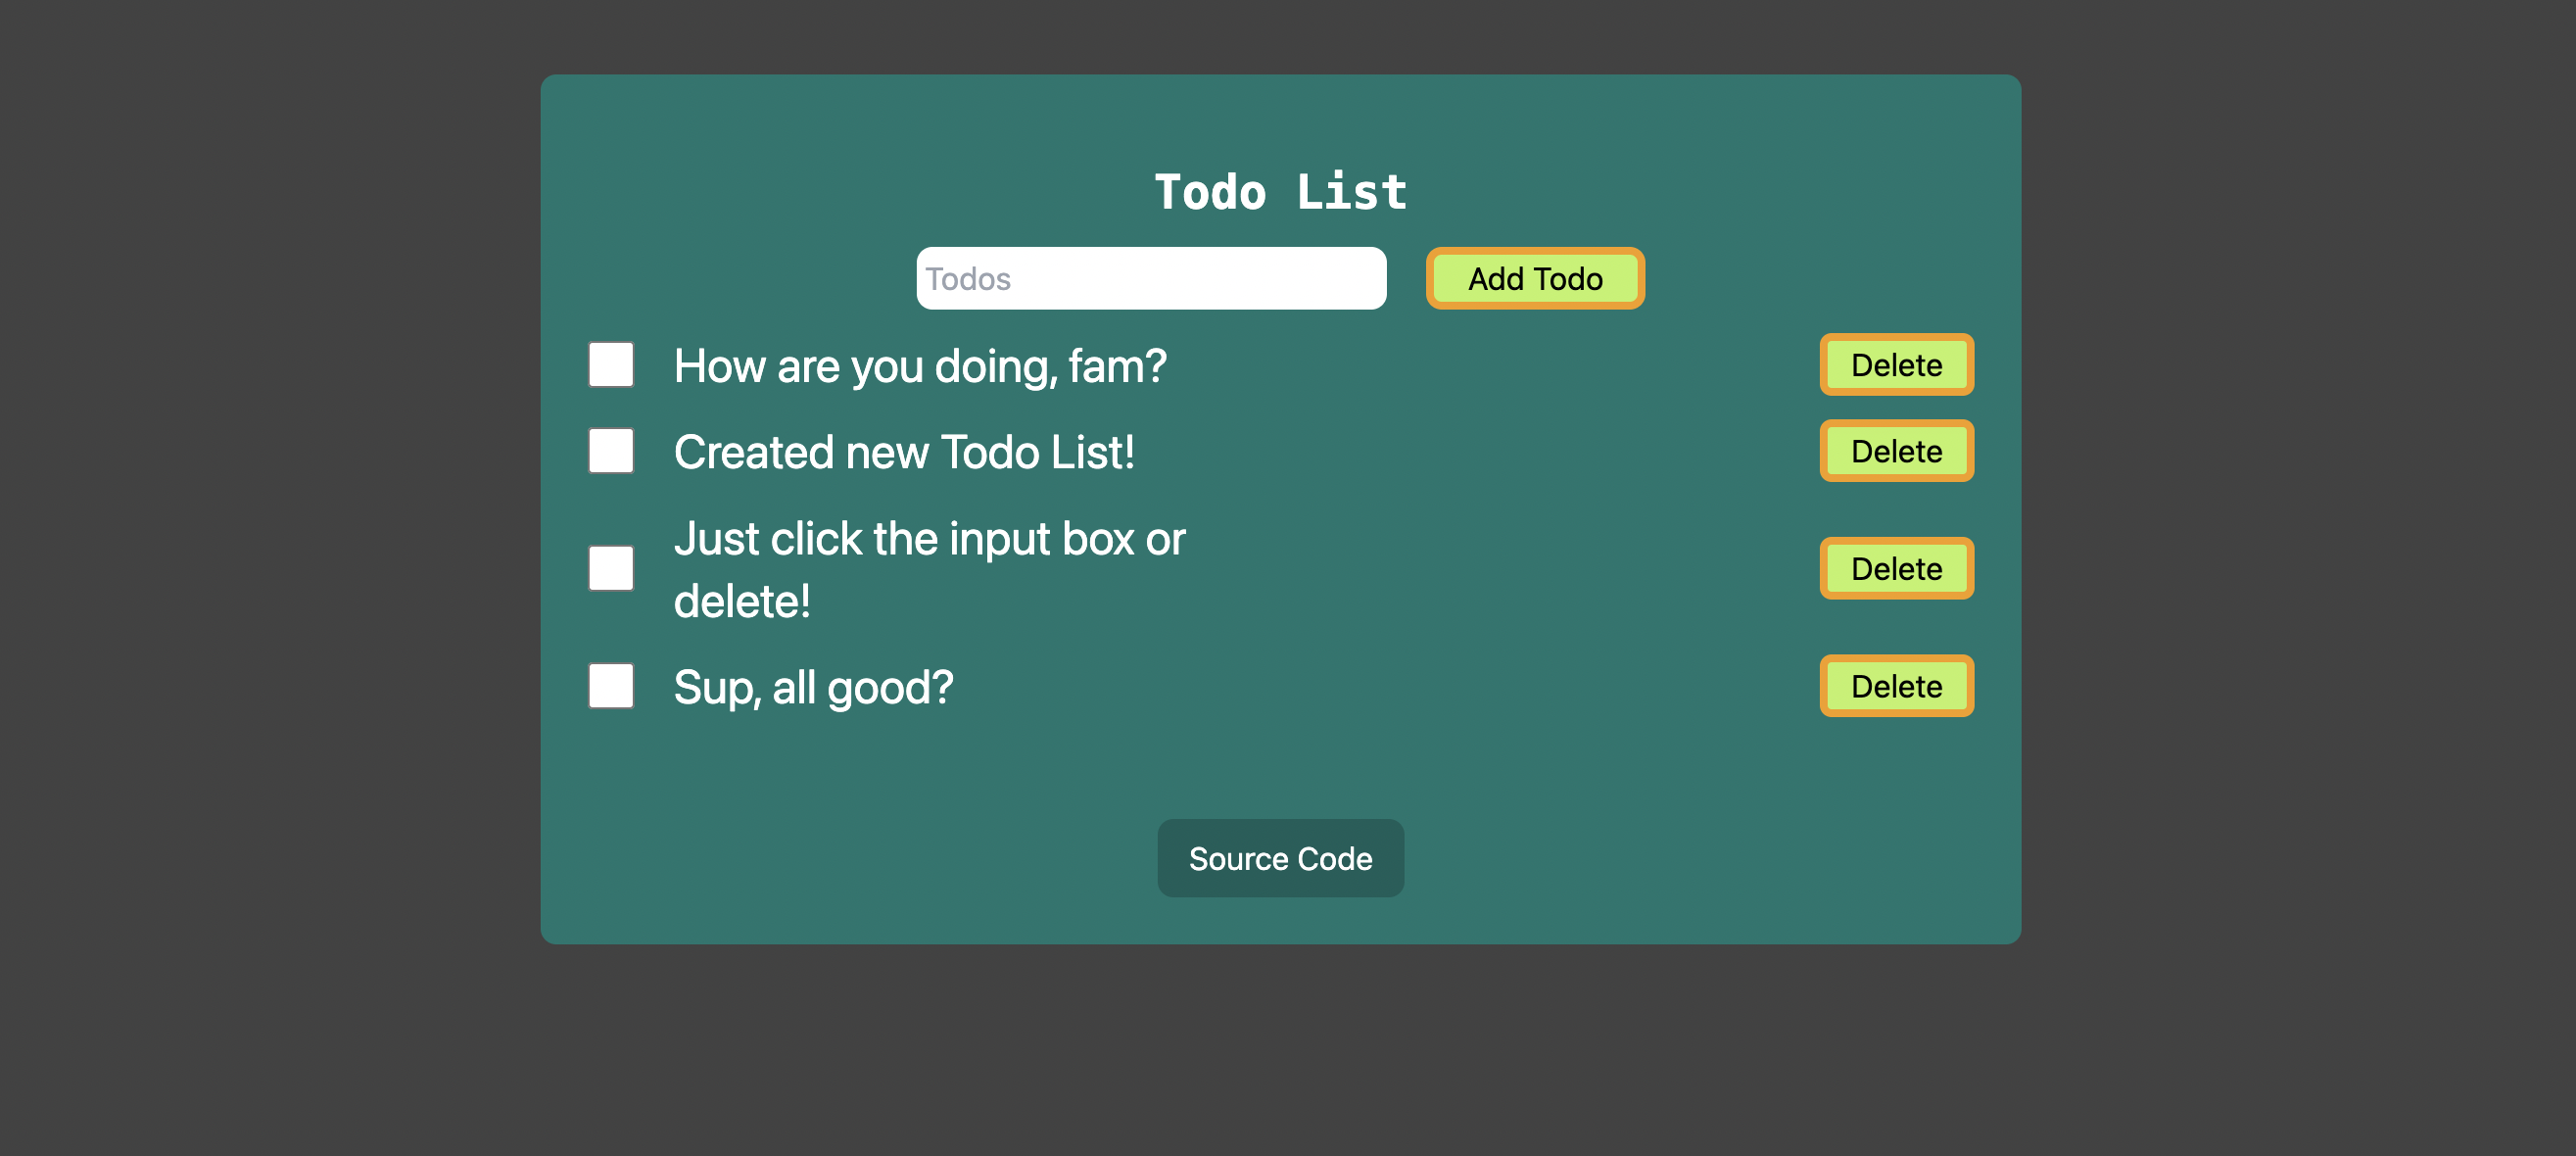 Todo List
Todos
Add Todo
How are you doing, fam?
Delete
Created new Todo List!
Delete
Just click the input box or
delete!
Delete
Sup, all good?
Delete
Source Code